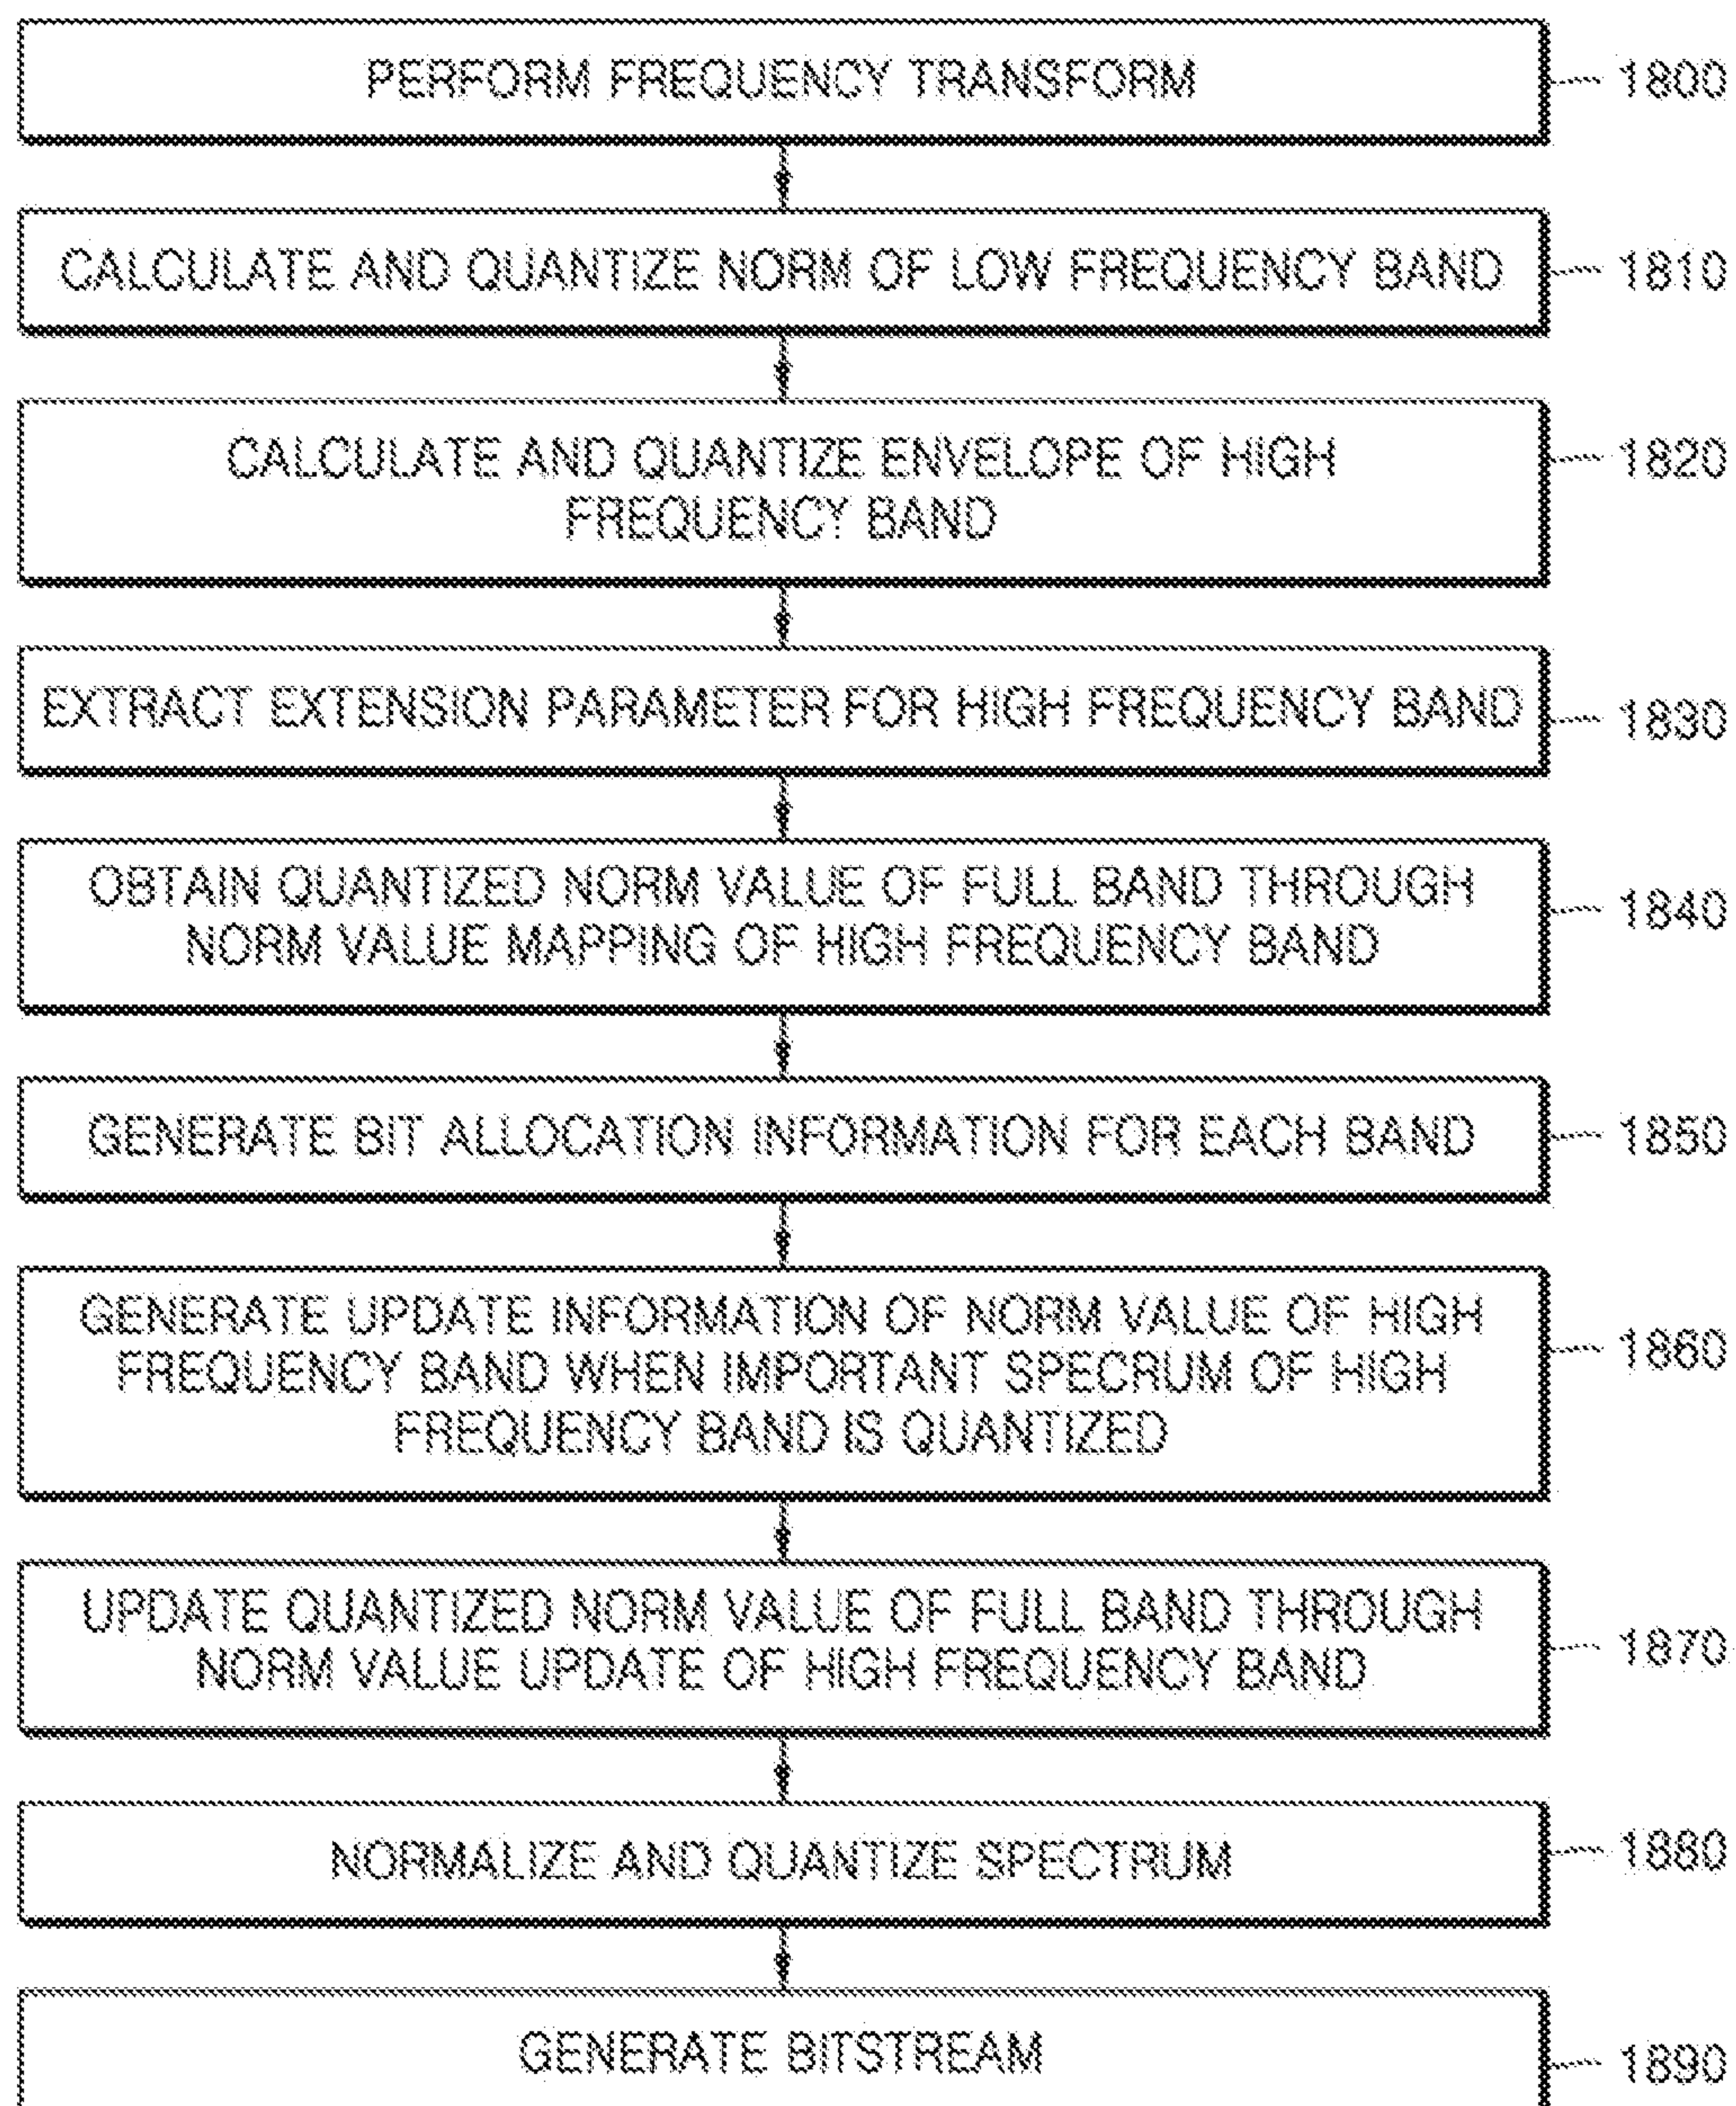 PERFORM FREQUENCY TRANSFORM
1800
CALCULATE AND QUANTIZE NORM OF LOW FREQUENCY BAND
1810
CALCULATE AND QUANTIZE ENVELOPE OF HIGH
FREQUENCY BAND
1820
EXTRACT EXTENSION PARAMETER FOR HIGH FREQUENCY BAND
1830
OBTAIN QUANTIZED NORM VALUE OF FULL BAND THROUGH
NORM VALUE MAPPING OF HIGH FREQUENCY BAND
1840
GENERATE BIT ALLOCATION INFORMATION FOR EACH BAND
1850
GENERATE UPDATE INFORMATION OF NORM VALUE OF HIGH
FREQUENCY BAND WHEN IMPORTANT SPECRUM OF HIGH
FREQUENCY BAND IS QUANTIZED
1860
UPDATE QUANTIZED NORM VALUE OF FULL BAND THROUGH
NORM VALUE UPDATE OF HIGH FREQUENCY BAND
1870
NORMALIZE AND QUANTIZE SPECTRUM
1880
GENERATE BITSTREAM
1890